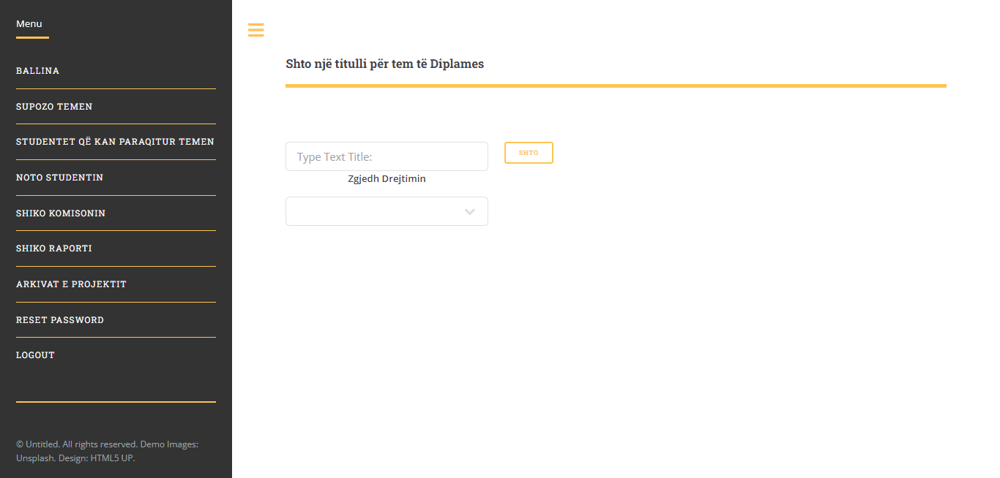 Menu
BALLINA
SUPOZO TEMEN
STUDENTET QË KAN PARAQITUR TEMEN
NOTO STUDENTIN
SHIKO KOMISONIN
SHIKO RAPORTI
ARKIVAT E PROJEKTIT
RESET PASSWORD
LOGOUT
© Untitled. All rights reserved. Demo Images:
Unsplash. Design: HTML5 UP.
Shto një titulli për tem të Diplames
Type Text Title:
SHTO
Zgjedh Drejtimin